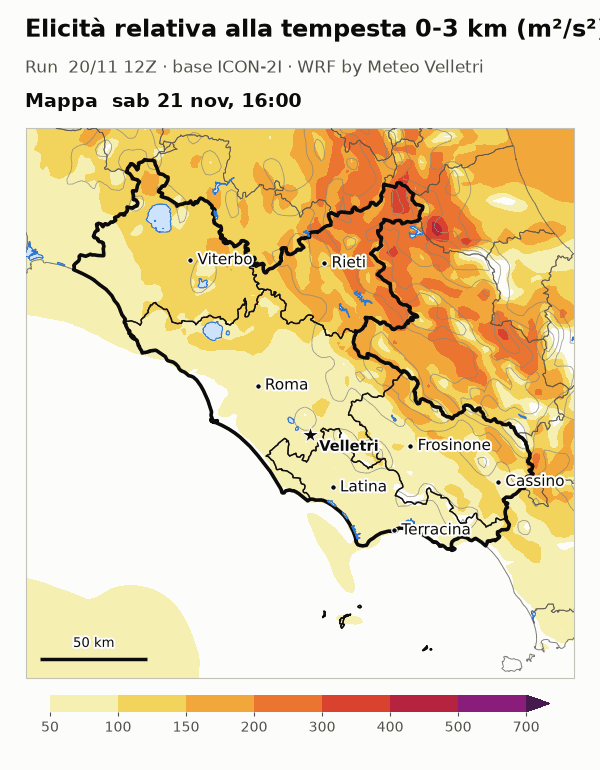 Elicità relativa alla tempesta 0-3 km (m²/s²)
Run 20/11 12Z · base ICON-2I · WRF by Meteo Velletri
Mappa sab 21 nov, 16:00
Viterbo
Rieti
Roma
Velletri
Frosinone
Latina
Cassino
Terracina
50 km
50 100 150 200 300 400 500 700